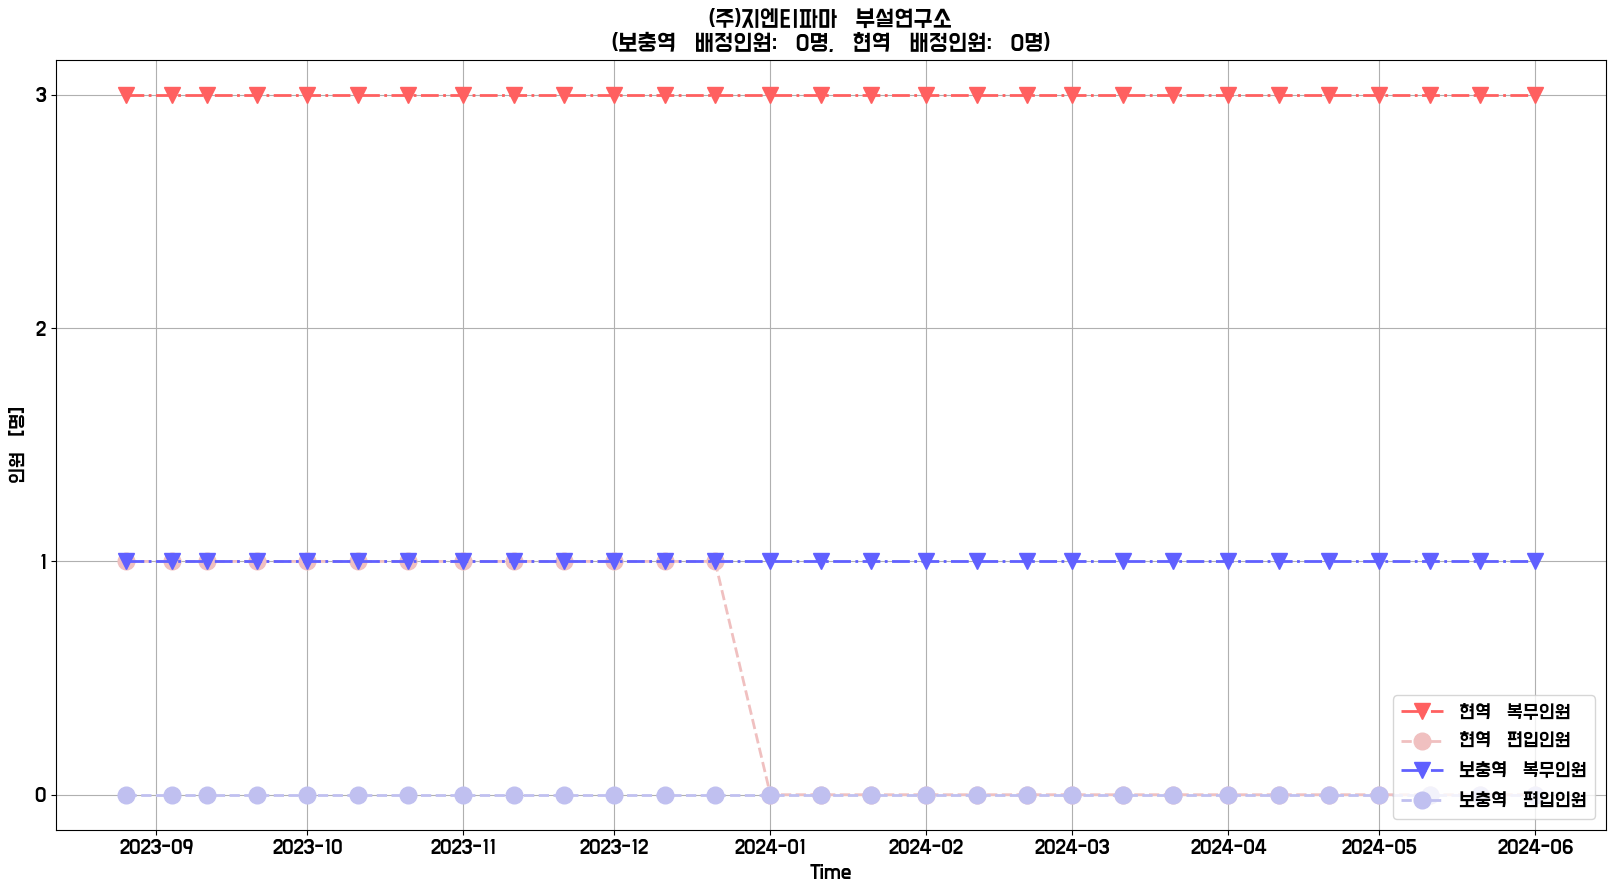 (주)지엔티파마 부설연구소
(보충역 배정인원: 0명, 현역 배정인원: 0명)
3
2
1
0
인원 [명]
2023-09 2023-10 2023-11 2023-12 2024-01 2024-02 2024-03 2024-04 2024-05 2024-06
Time
현역 복무인원
현역 편입인원
보충역 복무인원
보충역 편입인원